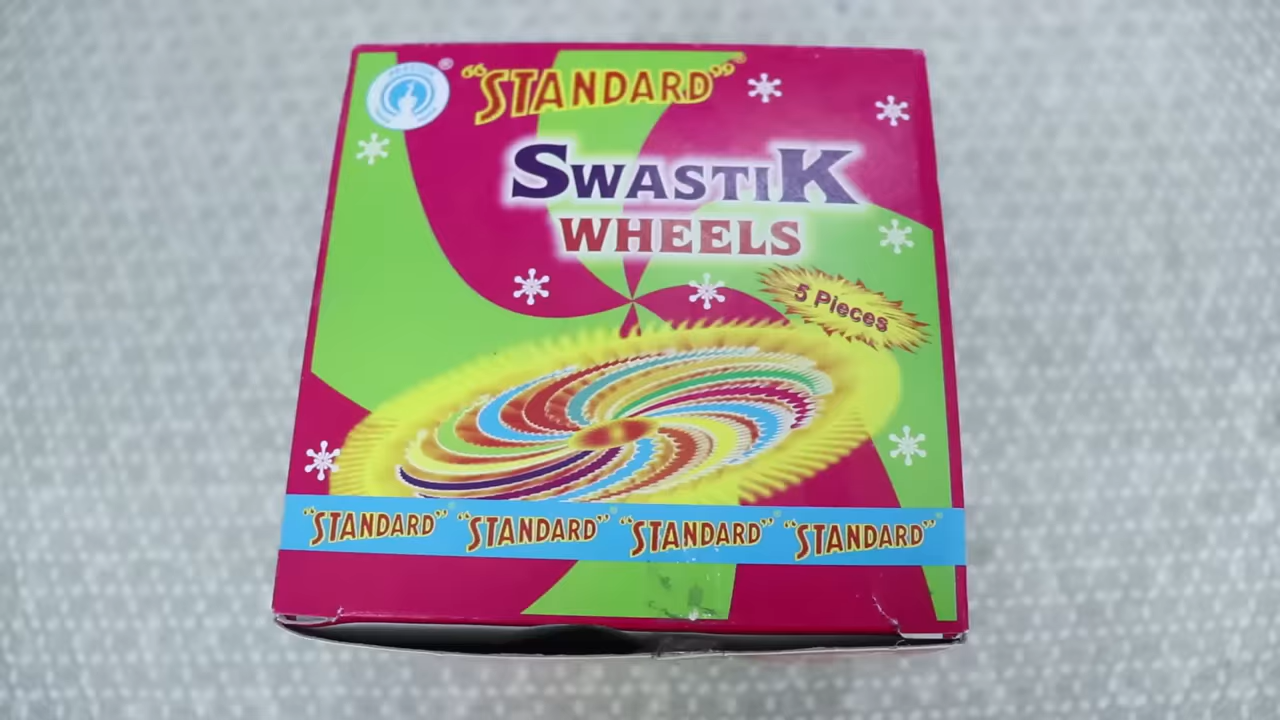 ®
"STANDARD"®
SWASTIK
WHEELS
5 Pieces
"STANDARD" "STANDARD" "STANDARD" "STANDARD"